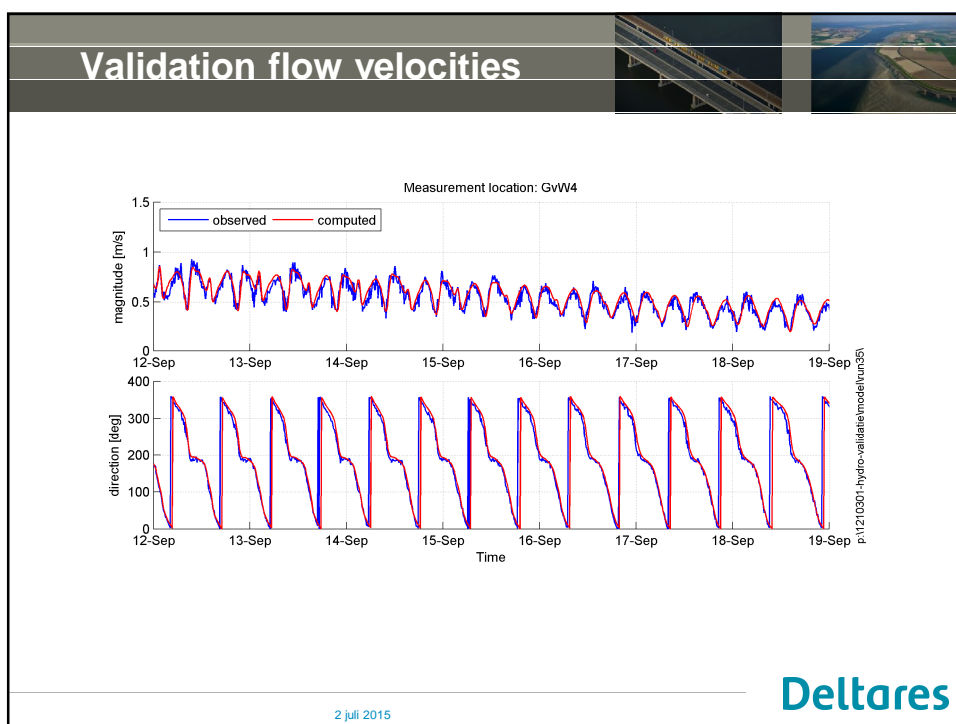 Validation flow velocities
Measurement location: GvW4
1.5
observed
computed
1
0.5
0
magnitude [m/s]
12-Sep 13-Sep 14-Sep 15-Sep 16-Sep 17-Sep 18-Sep 19-Sep
400
300
200
100
0
direction [deg]
12-Sep 13-Sep 14-Sep 15-Sep 16-Sep 17-Sep 18-Sep 19-Sep
Time
p:\1210301-hydro-validatie\model\run35\
2 juli 2015
Deltares